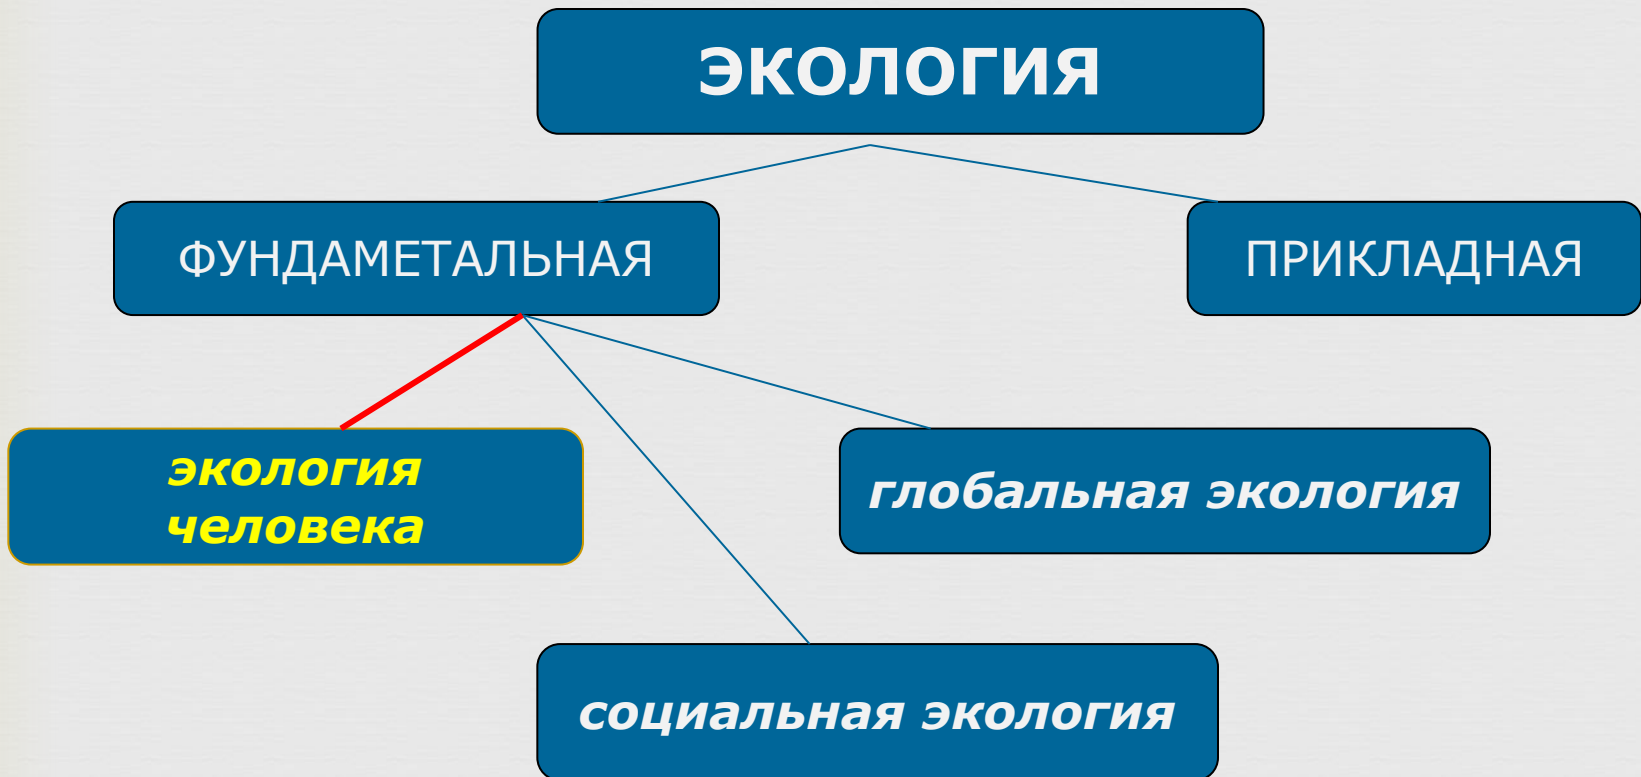 ЭКОЛОГИЯ
ФУНДАМЕТАЛЬНАЯ
ПРИКЛАДНАЯ
экология
человека
глобальная экология
социальная экология